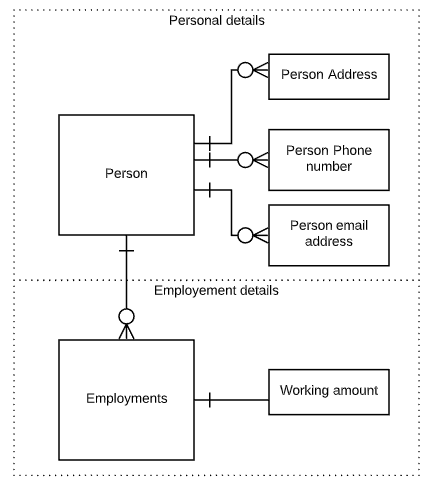 Personal details
Person Address
Person Phone
number
Person
Person email
address
Employement details
Employments
Working amount